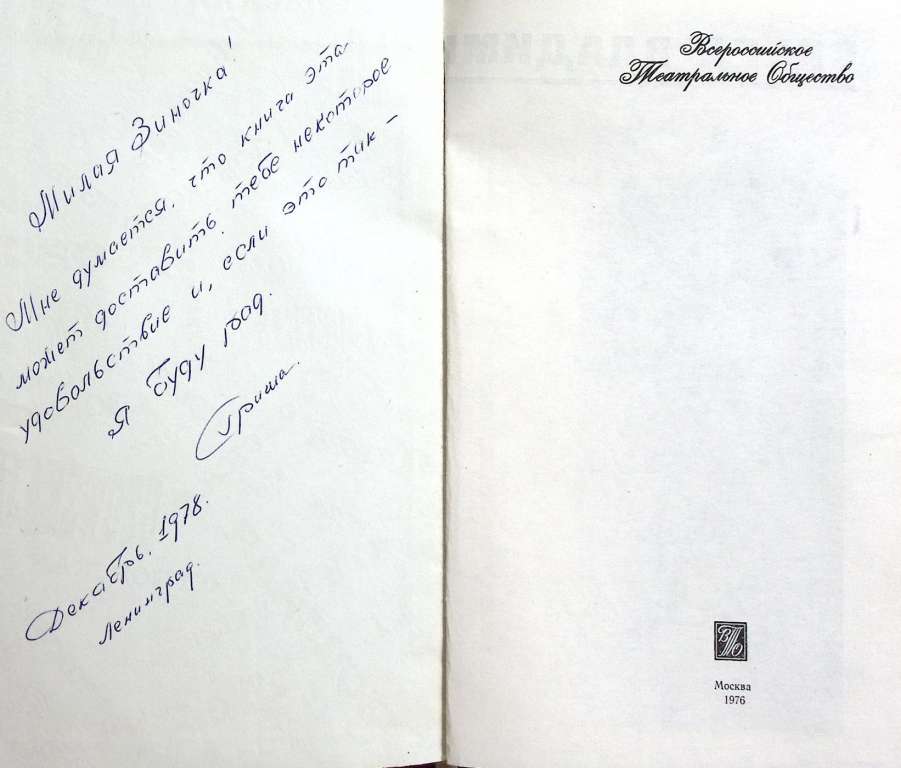 Милая Зиночка!
Мне думается, что книга эта
может доставить тебе некоторое
удовольствие и, если это так –
я буду рад.
Гриша.
Декабрь. 1978.
Ленинград.
Всероссийское
Театральное Общество
ВТО
Москва
1976